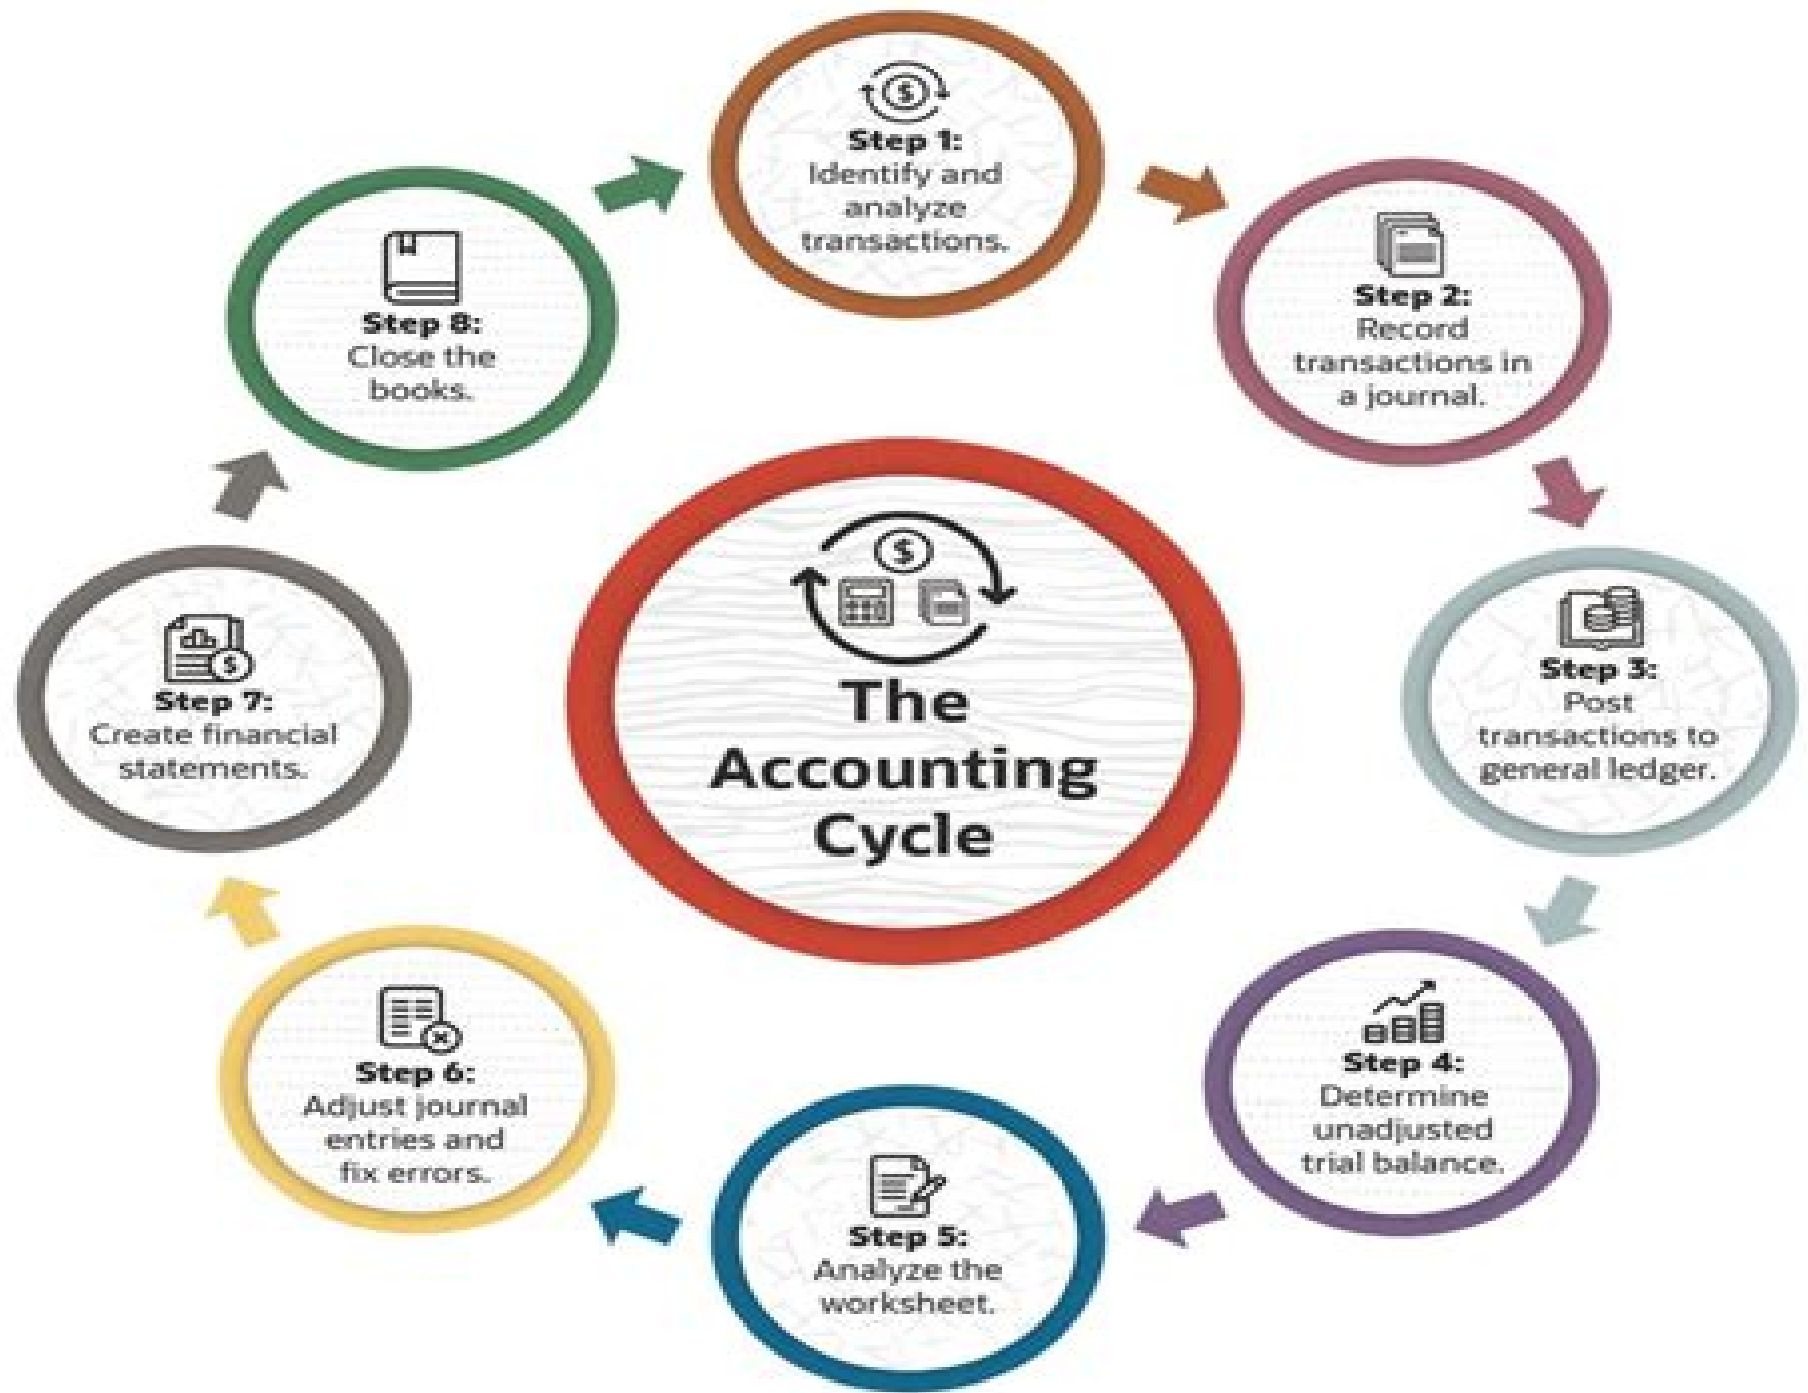 Step 1:
Identify and
analyze
transactions.
Step 2:
Record
transactions in
a journal.
Step 3:
Post
transactions to
general ledger.
Step 4:
Determine
unadjusted
trial balance.
Step 5:
Analyze the
worksheet.
Step 6:
Adjust journal
entries and
fix errors.
Step 7:
Create financial
statements.
Step 8:
Close the
books.
The
Accounting
Cycle